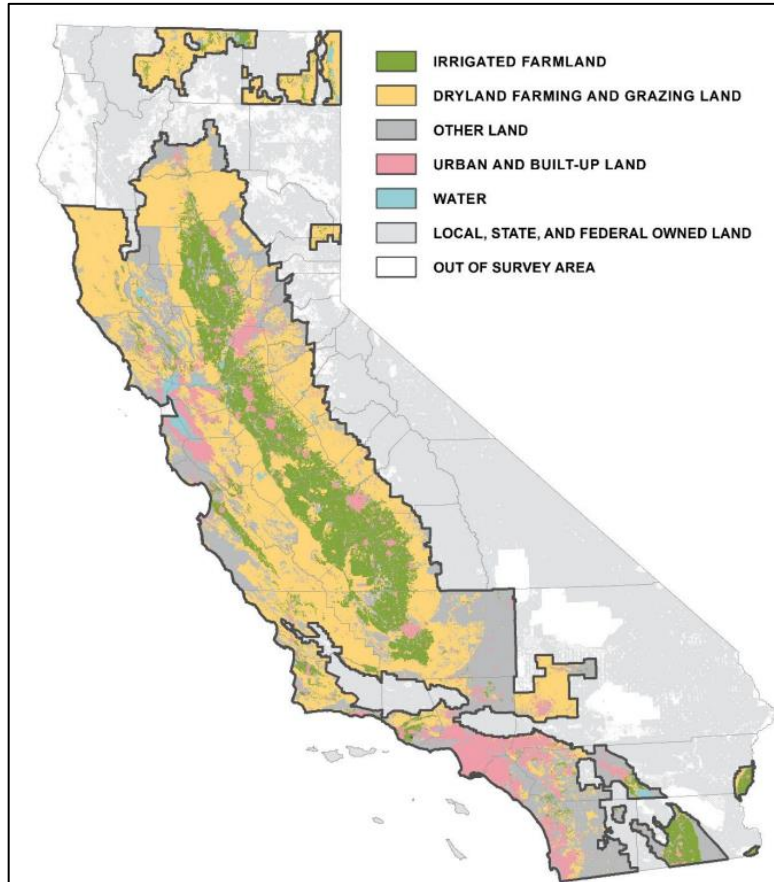 IRRIGATED FARMLAND
DRYLAND FARMING AND GRAZING LAND
OTHER LAND
URBAN AND BUILT-UP LAND
WATER
LOCAL, STATE, AND FEDERAL OWNED LAND
OUT OF SURVEY AREA